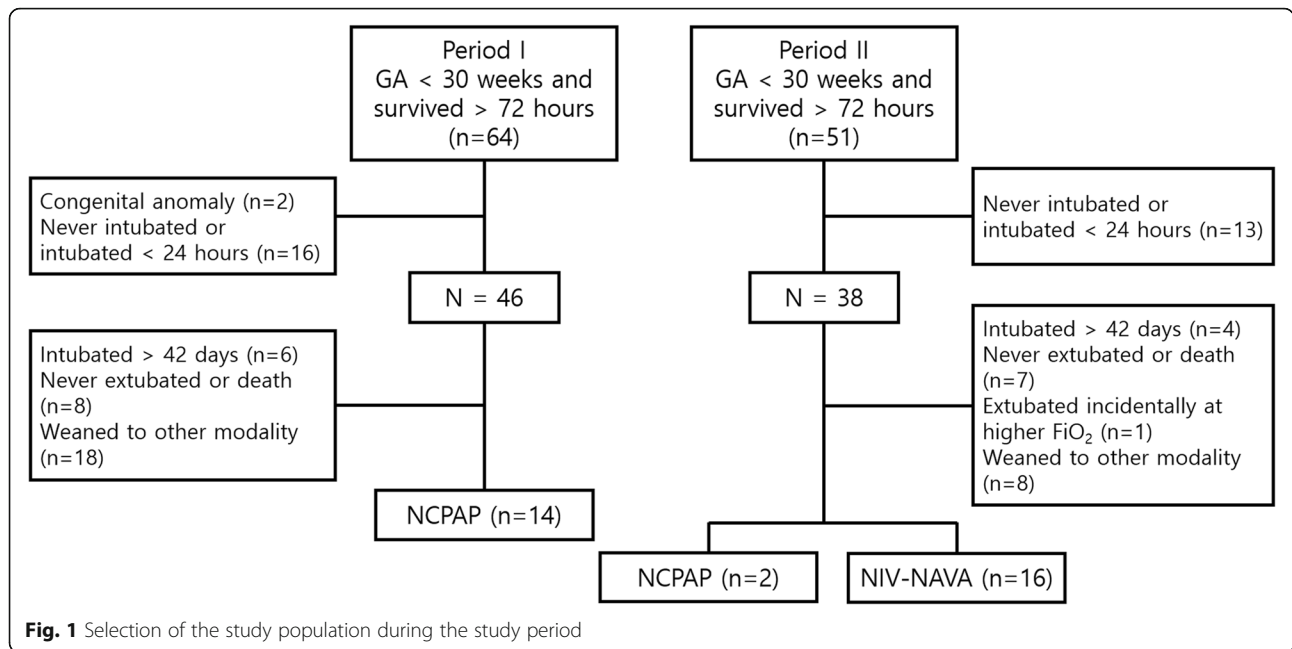 Period I
GA < 30 weeks and
survived > 72 hours
(n=64)
Period II
GA < 30 weeks and
survived > 72 hours
(n=51)
Congenital anomaly (n=2)
Never intubated or
intubated < 24 hours (n=16)
Never intubated or
intubated < 24 hours (n=13)
N = 46
N = 38
Intubated > 42 days (n=6)
Never extubated or death
(n=8)
Weaned to other modality
(n=18)
Intubated > 42 days (n=4)
Never extubated or death
(n=7)
Extubated incidentally at
higher FiO₂ (n=1)
Weaned to other modality
(n=8)
NCPAP (n=14)
NCPAP (n=2)
NIV-NAVA (n=16)
Fig. 1 Selection of the study population during the study period